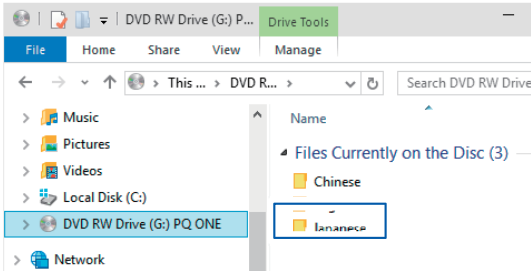 DVD RW Drive (G:) P... Drive Tools
File Home Share View Manage
This ... DVD R... Search DVD RW Drive
Music
Pictures
Videos
Local Disk (C:)
DVD RW Drive (G:) PQ ONE
Network
Name
Files Currently on the Disc (3)
Chinese
Japanese